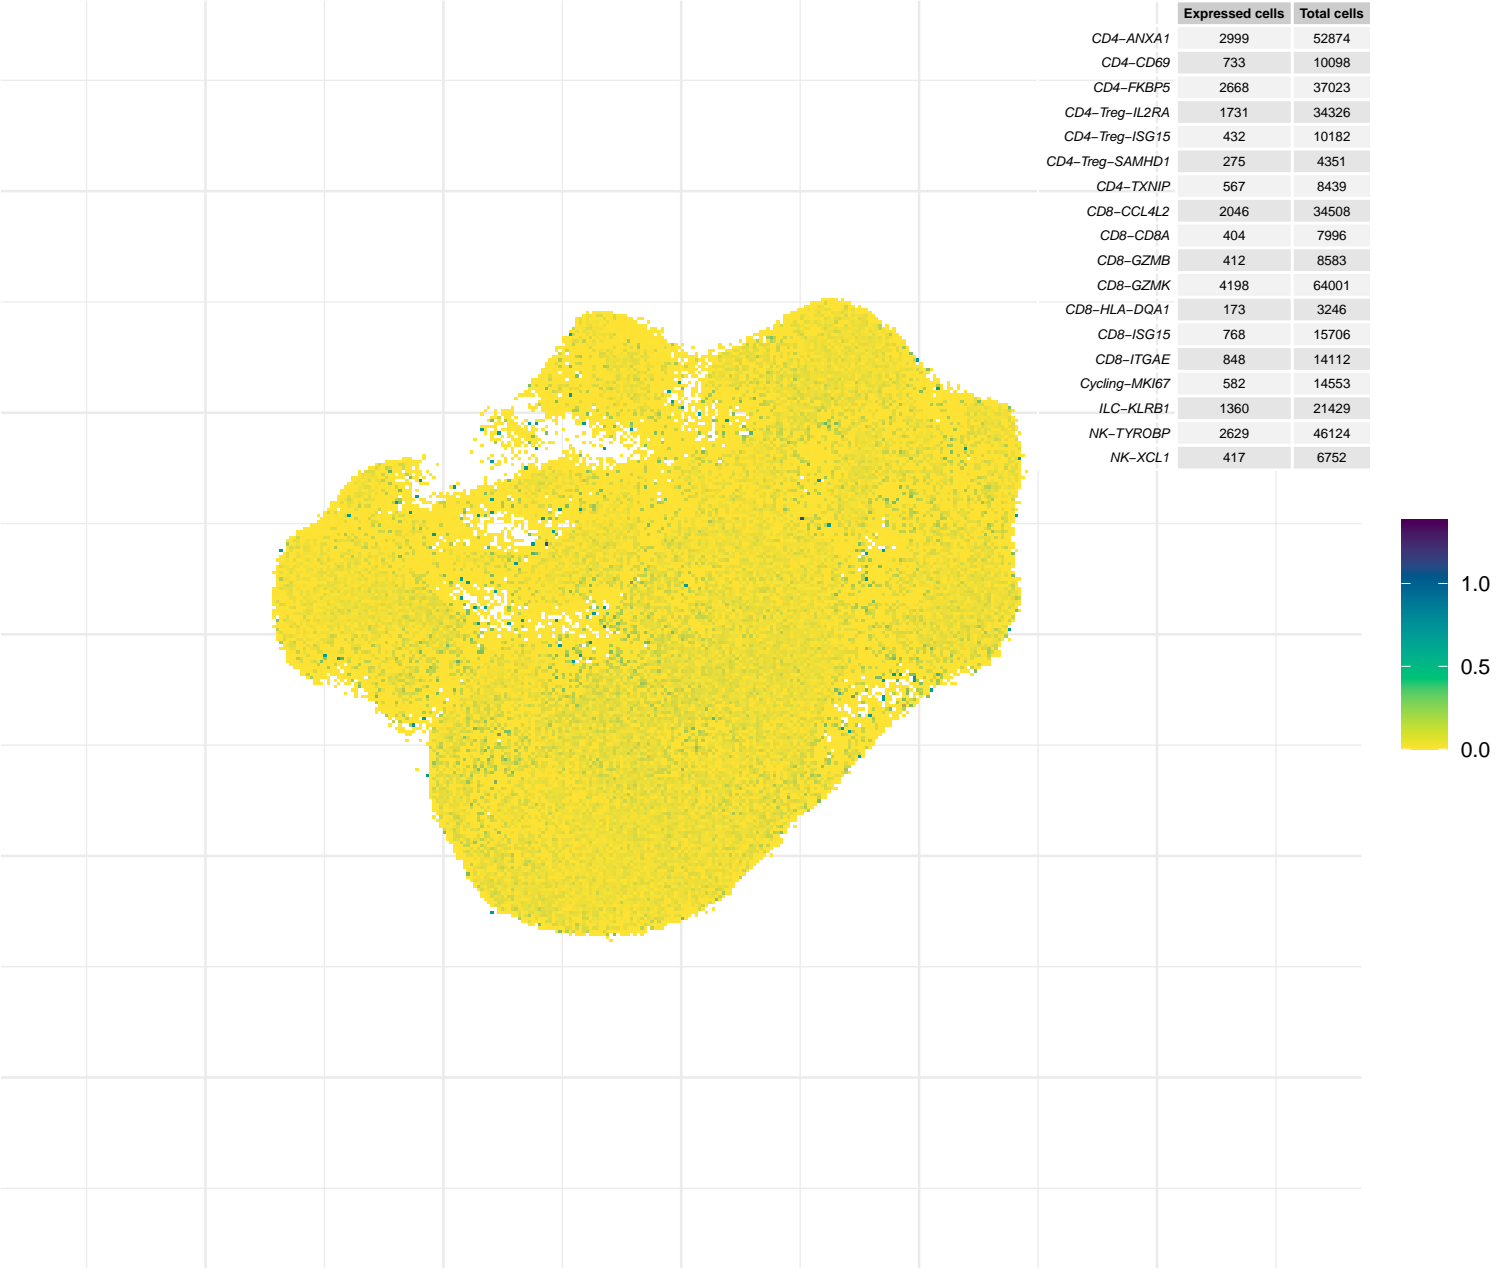 Expressed cells Total cells
CD4−ANXA1 2999 52874
CD4−CD69 733 10098
CD4−FKBP5 2668 37023
CD4−Treg−IL2RA 1731 34326
CD4−Treg−ISG15 432 10182
CD4−Treg−SAMHD1 275 4351
CD4−TXNIP 567 8439
CD8−CCL4L2 2046 34508
CD8−CD8A 404 7996
CD8−GZMB 412 8583
CD8−GZMK 4198 64001
CD8−HLA−DQA1 173 3246
CD8−ISG15 768 15706
CD8−ITGAE 848 14112
Cycling−MKI67 582 14553
ILC−KLRB1 1360 21429
NK−TYROBP 2629 46124
NK−XCL1 417 6752
1.0
0.5
0.0